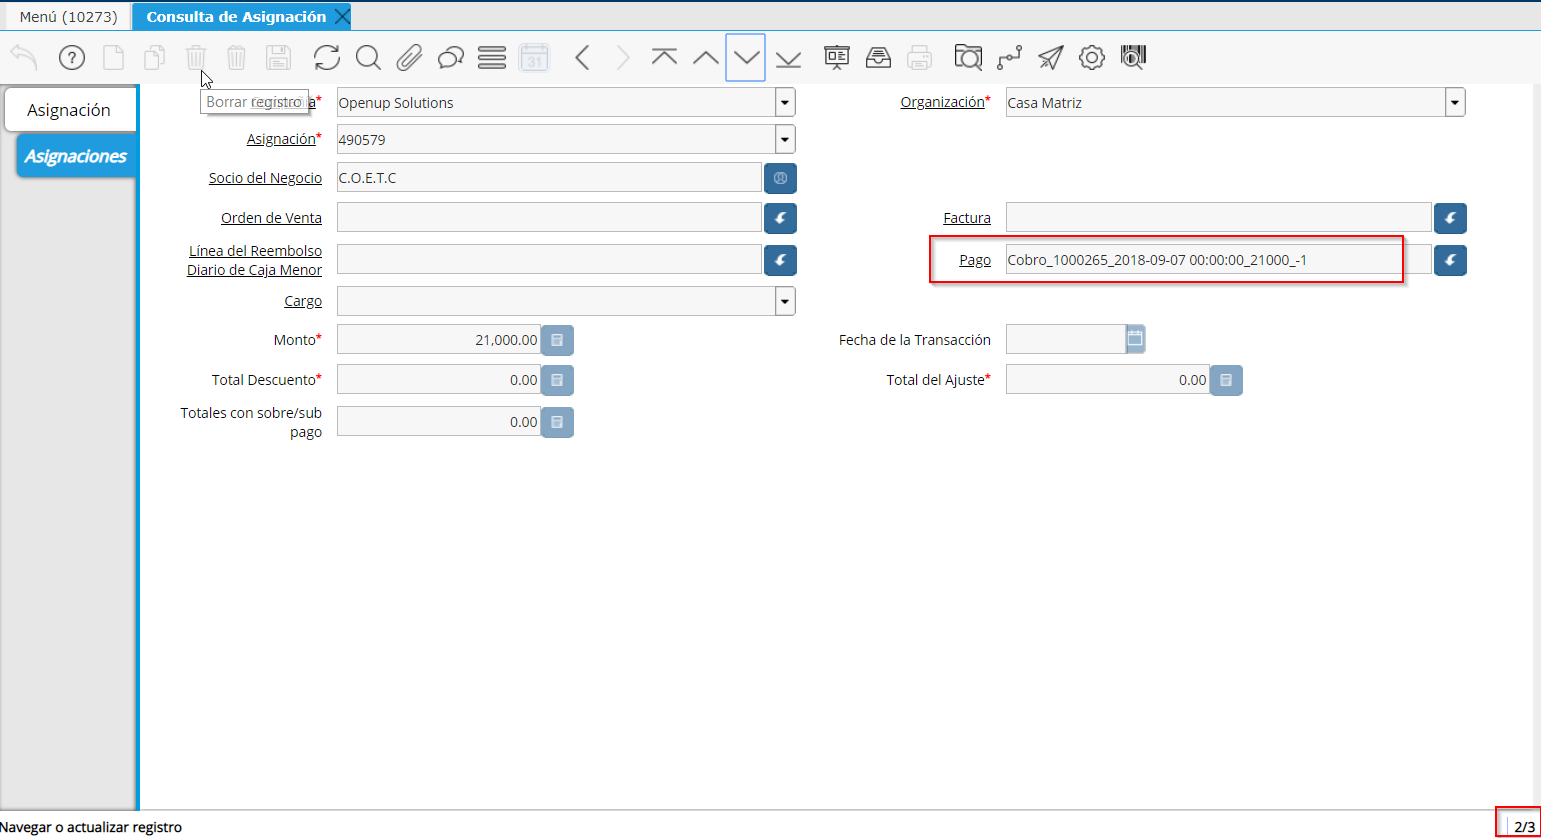 Menú (10273)
Consulta de Asignación
31
Borrar registro
a*
Openup Solutions
Organización*
Casa Matriz
Asignación
Asignaciones
Asignación*
490579
Socio del Negocio
C.O.E.T.C
Orden de Venta
Factura
Línea del Reembolso
Diario de Caja Menor
Pago
Cobro_1000265_2018-09-07 00:00:00_21000_-1
Cargo
Monto*
21,000.00
Fecha de la Transacción
Total Descuento*
0.00
Total del Ajuste*
0.00
Totales con sobre/sub
pago
0.00
Navegar o actualizar registro
2/3